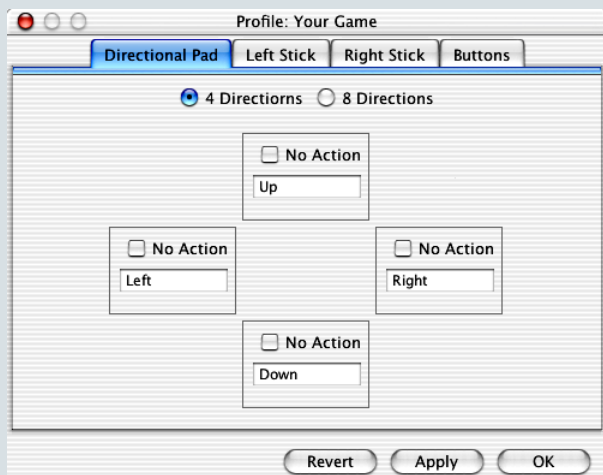 Profile: Your Game
Directional Pad Left Stick Right Stick Buttons
4 Directiorns 8 Directions
No Action
Up
No Action No Action
Left Right
No Action
Down
Revert Apply OK